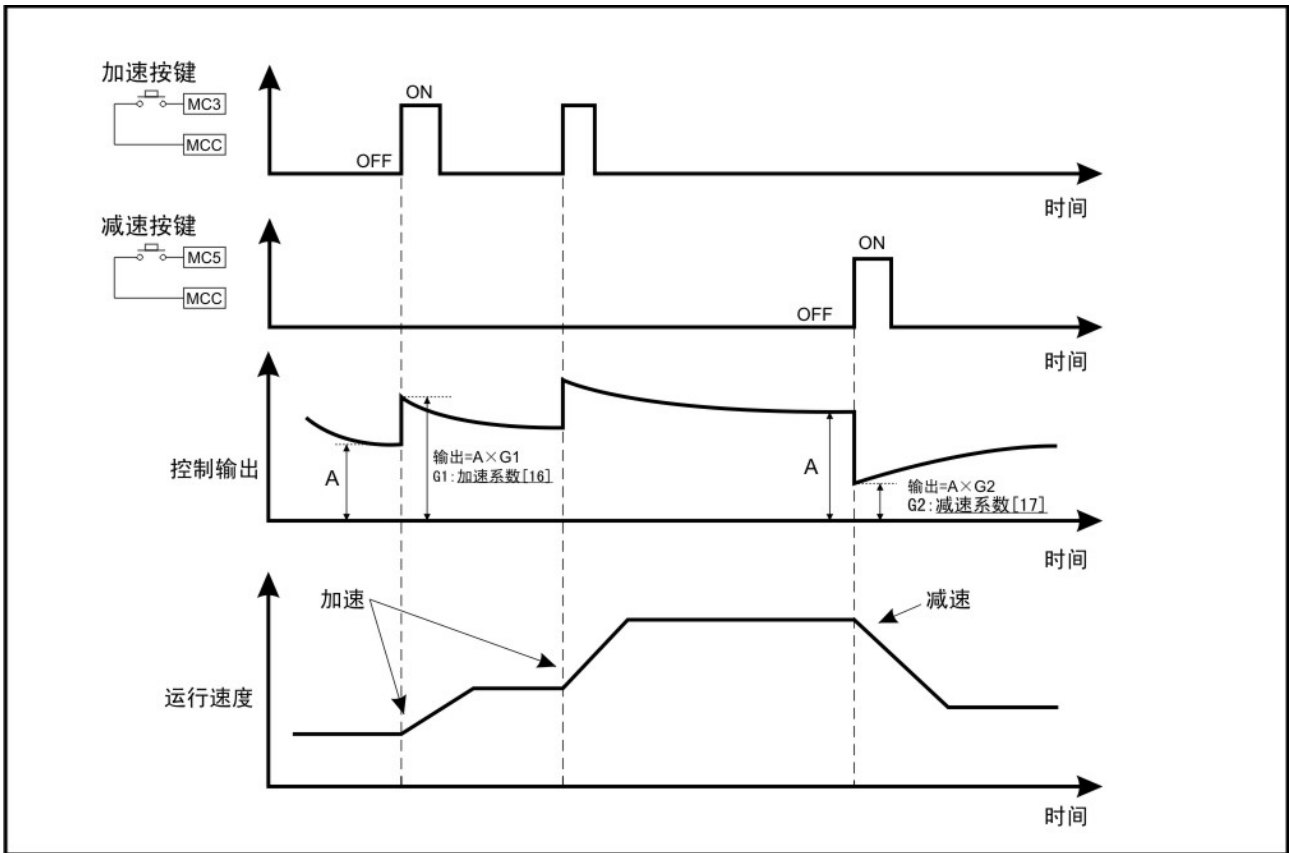 加速按键
MC3
MCC
ON
OFF
时间
减速按键
MC5
MCC
ON
OFF
时间
控制输出
A
输出=A×G1
G1:加速系数[16]
A
输出=A×G2
G2:减速系数[17]
时间
加速
减速
运行速度
时间